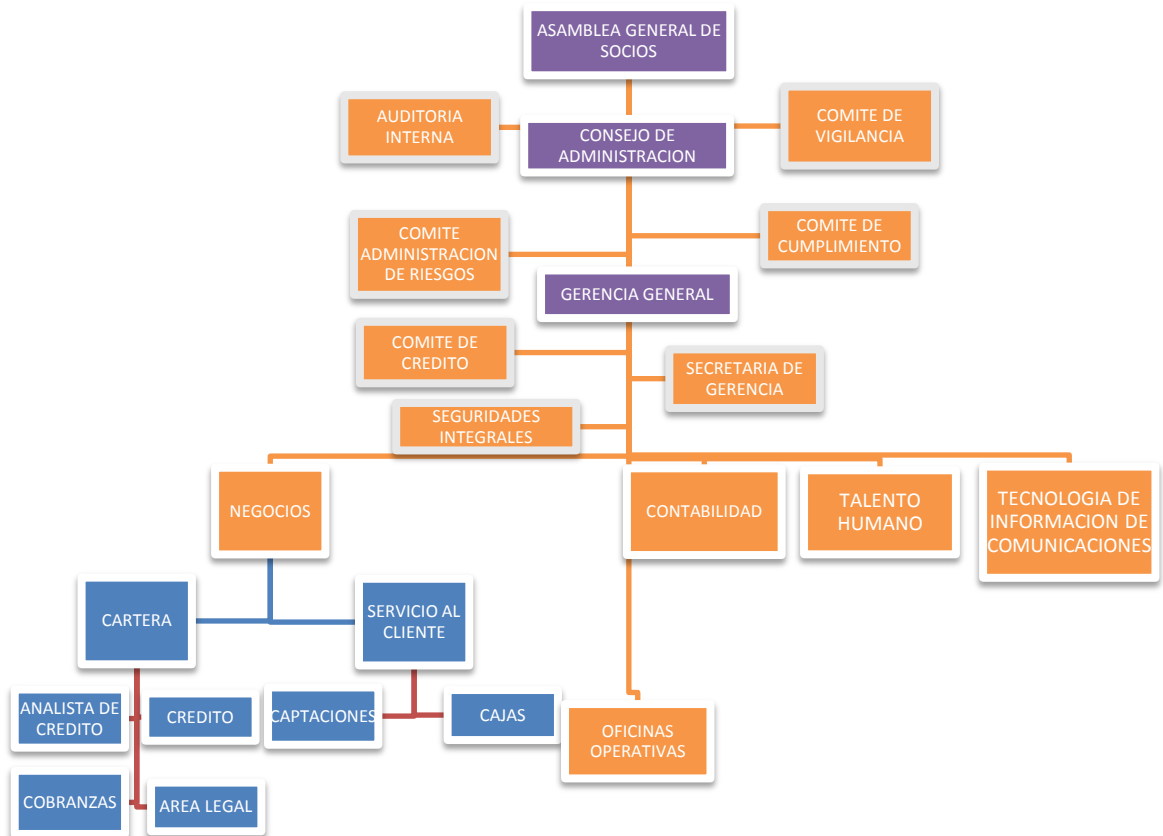 ASAMBLEA GENERAL DE
SOCIOS
AUDITORIA
INTERNA
COMITE DE
VIGILANCIA
CONSEJO DE
ADMINISTRACION
COMITE
ADMINISTRACION
DE RIESGOS
COMITE DE
CUMPLIMIENTO
GERENCIA GENERAL
COMITE DE
CREDITO
SECRETARIA DE
GERENCIA
SEGURIDADES
INTEGRALES
NEGOCIOS
CONTABILIDAD
TALENTO
HUMANO
TECNOLOGIA DE
INFORMACION DE
COMUNICACIONES
CARTERA
SERVICIO AL
CLIENTE
ANALISTA DE
CREDITO
CREDITO
CAPTACIONES
CAJAS
OFICINAS
OPERATIVAS
COBRANZAS
AREA LEGAL